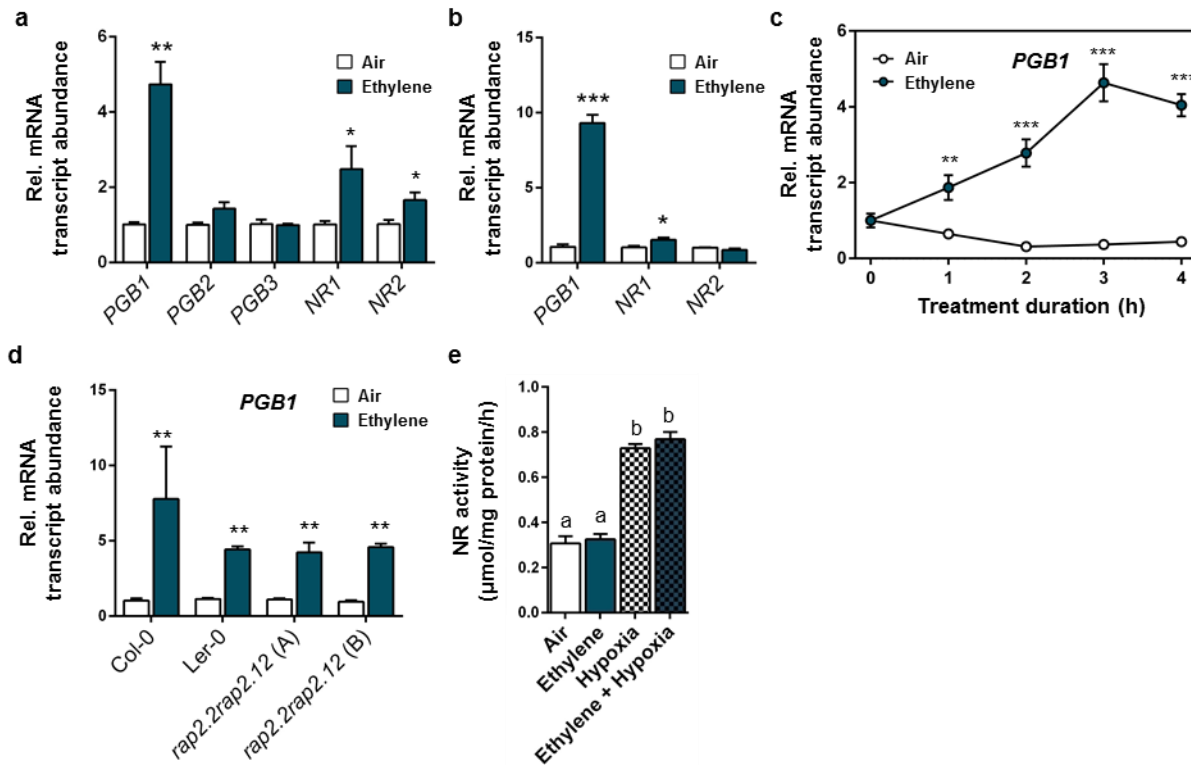 a
Rel. mRNA
transcript abundance
6
4
2
0
**
*
*
Air
Ethylene
PGB1
PGB2
PGB3
NR1
NR2
b
Rel. mRNA
transcript abundance
15
10
5
0
***
*
Air
Ethylene
PGB1
NR1
NR2
c
Rel. mRNA
transcript abundance
6
4
2
0
Air
Ethylene
PGB1
**
***
***
***
0
1
2
3
4
Treatment duration (h)
d
Rel. mRNA
transcript abundance
15
10
5
0
PGB1
Air
Ethylene
**
**
**
**
Col-0
Ler-0
rap2.2rap2.12 (A)
rap2.2rap2.12 (B)
e
NR activity
(µmol/mg protein/h)
1.0
0.8
0.6
0.4
0.2
0.0
a
a
b
b
Air
Ethylene
Hypoxia
Ethylene + Hypoxia